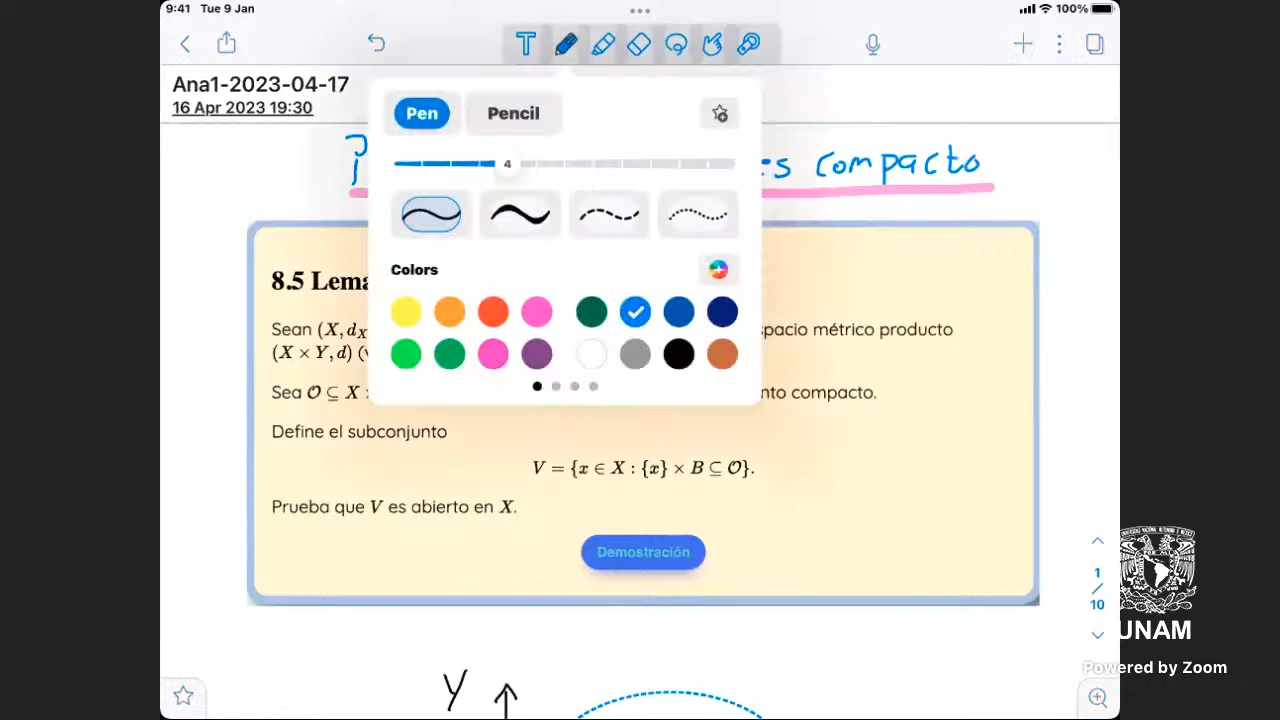 9:41 Tue 9 Jan
100%
Ana1-2023-04-17
16 Apr 2023 19:30
Pen
Pencil
4
es compacto
Colors
8.5 Lema
Sean (X, d_X espacio métrico producto
(X × Y, d) (v
Sea 𝒪 ⊆ X × nto compacto.
Define el subconjunto
V = {x ∈ X : {x} × B ⊆ 𝒪}.
Prueba que V es abierto en X.
Demostración
1
/
10
UNAM
Powered by Zoom
Y